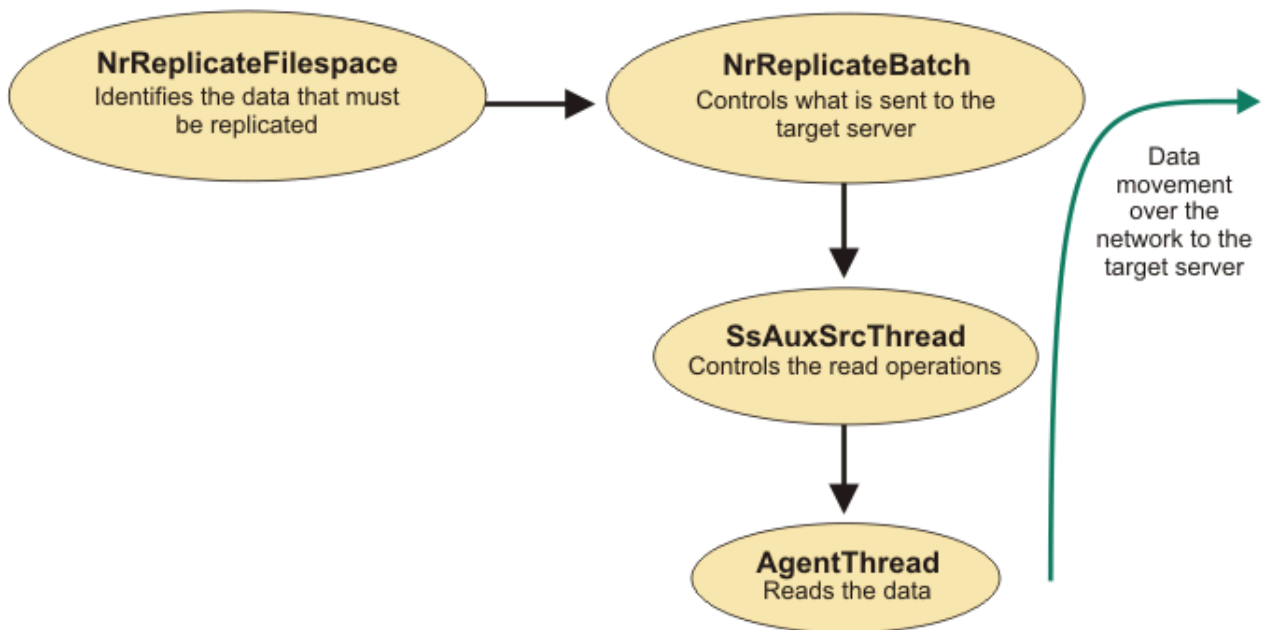 NrReplicateFilespace
Identifies the data that must
be replicated
NrReplicateBatch
Controls what is sent to the
target server
Data
movement
over the
network to the
target server
SsAuxSrcThread
Controls the read operations
AgentThread
Reads the data